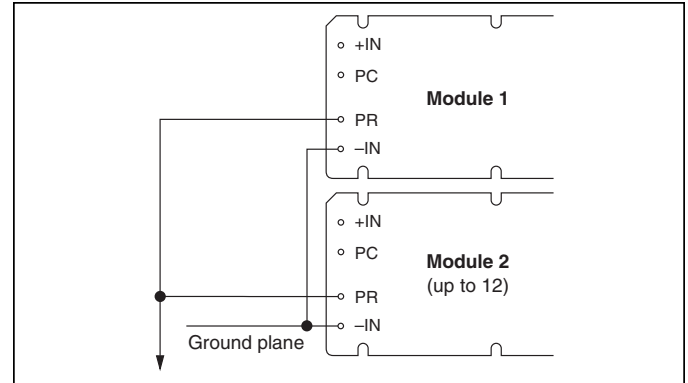 +IN
PC
Module 1
PR
–IN
+IN
PC
Module 2
(up to 12)
PR
–IN
Ground plane